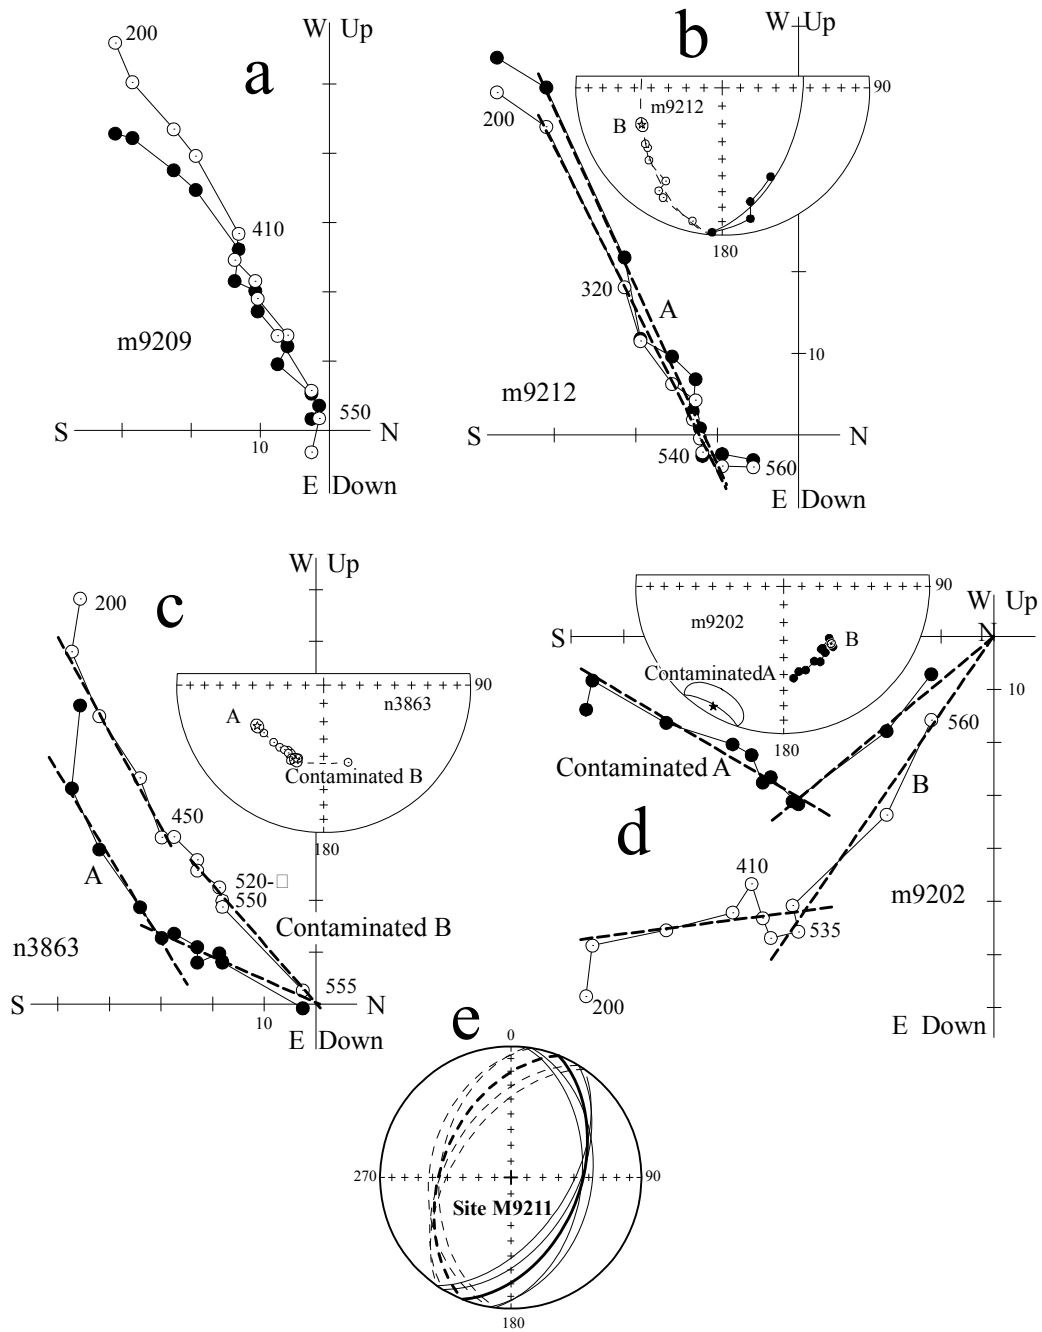 W Up
200
a
410
m9209
550
S
10
N
E Down
W Up
b
90
m9212
B
200
180
320
A
10
m9212
S
N
540
560
E Down
W Up
200
c
90
n3863
A
Contaminated B
180
450
520-□
550
A
Contaminated B
n3863
555
S
10
N
E Down
90
W Up
m9202
S
B
N
Contaminated A
10
180
560
Contaminated A
B
d
410
m9202
535
200
E Down
e
0
270
90
Site M9211
180